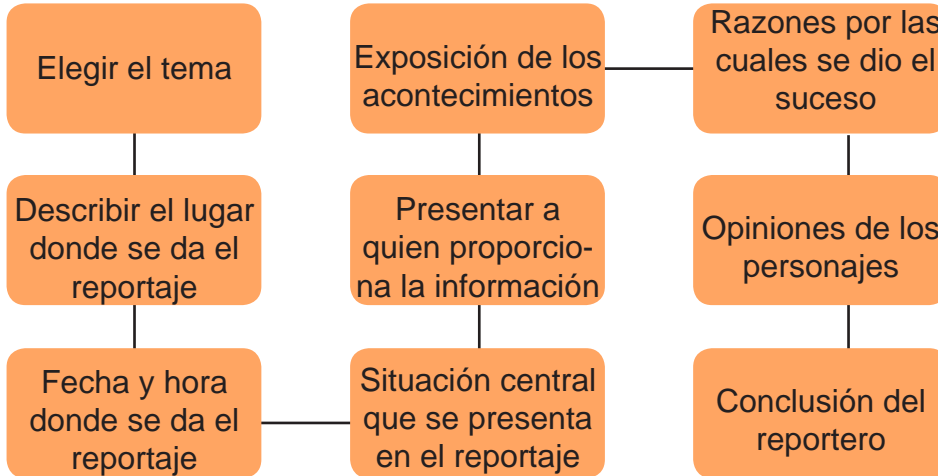 Elegir el tema
Describir el lugar
donde se da el
reportaje
Fecha y hora
donde se da el
reportaje
Situación central
que se presenta
en el reportaje
Presentar a
quien proporcio-
na la información
Exposición de los
acontecimientos
Razones por las
cuales se dio el
suceso
Opiniones de los
personajes
Conclusión del
reportero